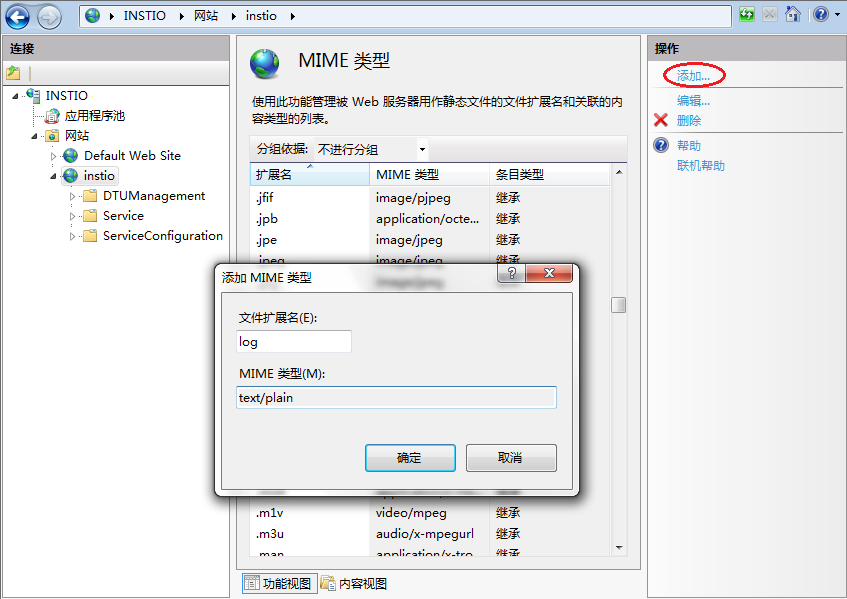 INSTIO 网站 instio
连接
INSTIO
应用程序池
网站
Default Web Site
instio
DTUManagement
Service
ServiceConfiguration
MIME 类型
使用此功能管理被 Web 服务器用作静态文件的文件扩展名和关联的内
容类型的列表。
分组依据: 不进行分组
扩展名 MIME 类型 条目类型
.jfif image/pjpeg 继承
.jpb application/octe... 继承
.jpe image/jpeg 继承
.jpeg image/jpeg 继承
添加 MIME 类型
文件扩展名(E):
log
MIME 类型(M):
text/plain
确定 取消
.m1v video/mpeg 继承
.m3u audio/x-mpegurl 继承
.man application/x-tro... 继承
功能视图 内容视图
操作
添加...
编辑...
删除
帮助
联机帮助